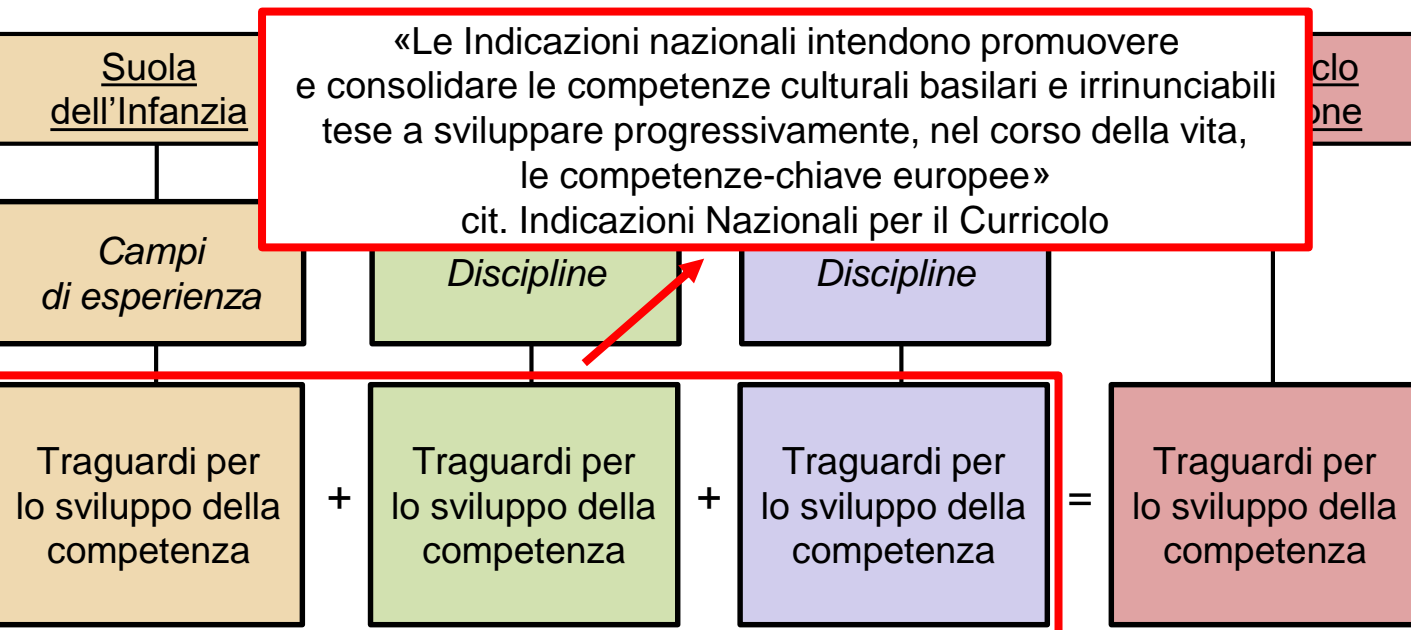 «Le Indicazioni nazionali intendono promuovere
e consolidare le competenze culturali basilari e irrinunciabili
tese a sviluppare progressivamente, nel corso della vita,
le competenze-chiave europee»
cit. Indicazioni Nazionali per il Curricolo
Suola
dell’Infanzia
clo
one
Campi
di esperienza
Discipline
Discipline
Traguardi per
lo sviluppo della
competenza
+
Traguardi per
lo sviluppo della
competenza
+
Traguardi per
lo sviluppo della
competenza
=
Traguardi per
lo sviluppo della
competenza